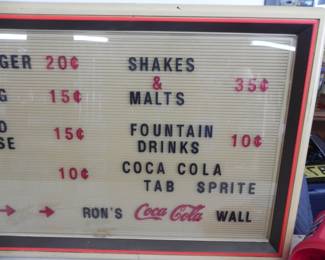 GER 20¢
G 15¢
15¢
SE
10¢
SHAKES
&
MALTS
35¢
FOUNTAIN
DRINKS
10¢
COCA COLA
TAB SPRITE
→ → RON'S Coca-Cola WALL